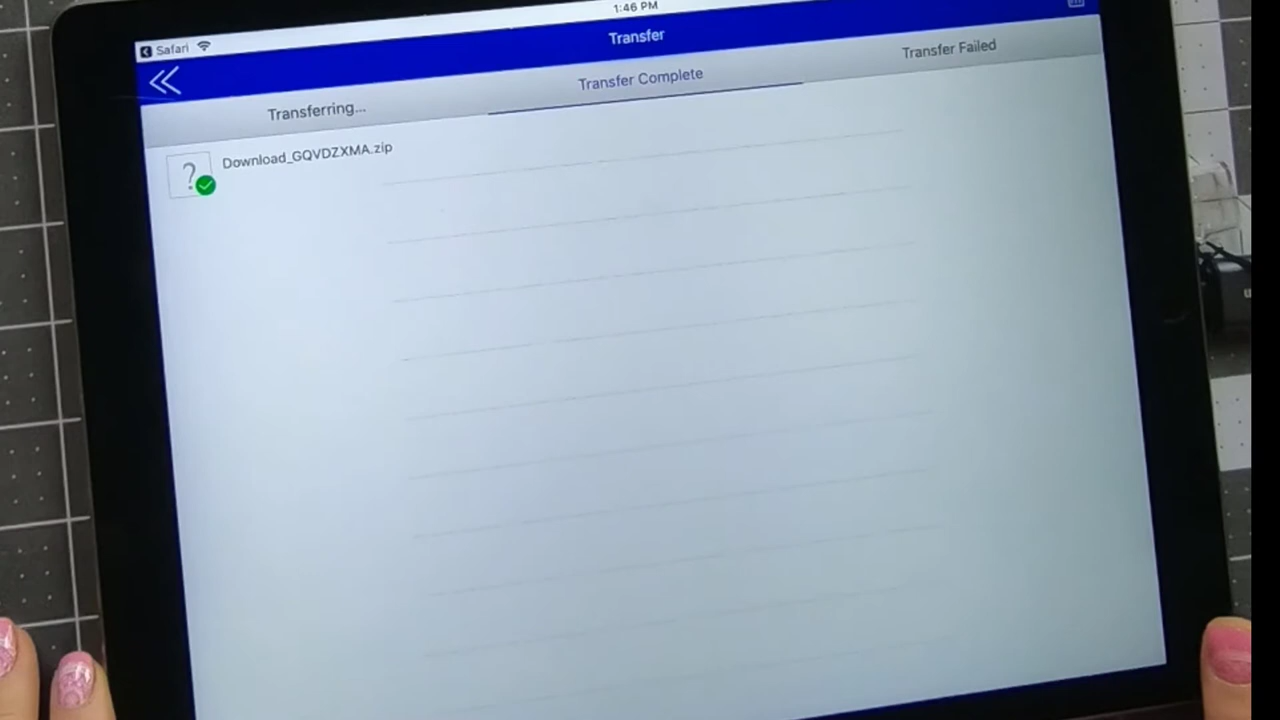 Safari
1:46 PM
Transfer
Transferring...
Transfer Complete
Transfer Failed
?
Download_GQVDZXMA.zip